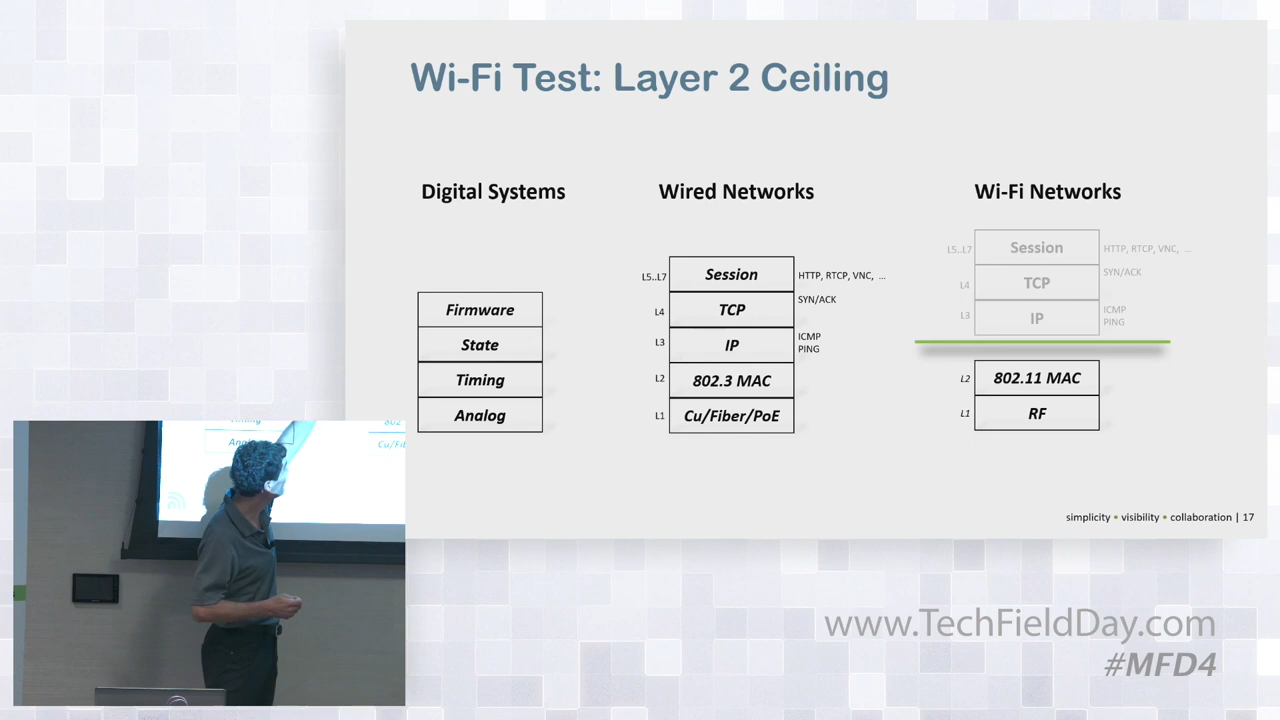 Wi-Fi Test: Layer 2 Ceiling
Digital Systems
Firmware
State
Timing
Analog
Wired Networks
L5..L7 Session HTTP, RTCP, VNC, ...
L4 TCP SYN/ACK
L3 IP ICMP
PING
L2 802.3 MAC
L1 Cu/Fiber/PoE
Wi-Fi Networks
L5..L7 Session HTTP, RTCP, VNC, ...
L4 TCP SYN/ACK
L3 IP ICMP
PING
L2 802.11 MAC
L1 RF
simplicity • visibility • collaboration | 17
802
Cu/Fib
www.TechFieldDay.com
#MFD4